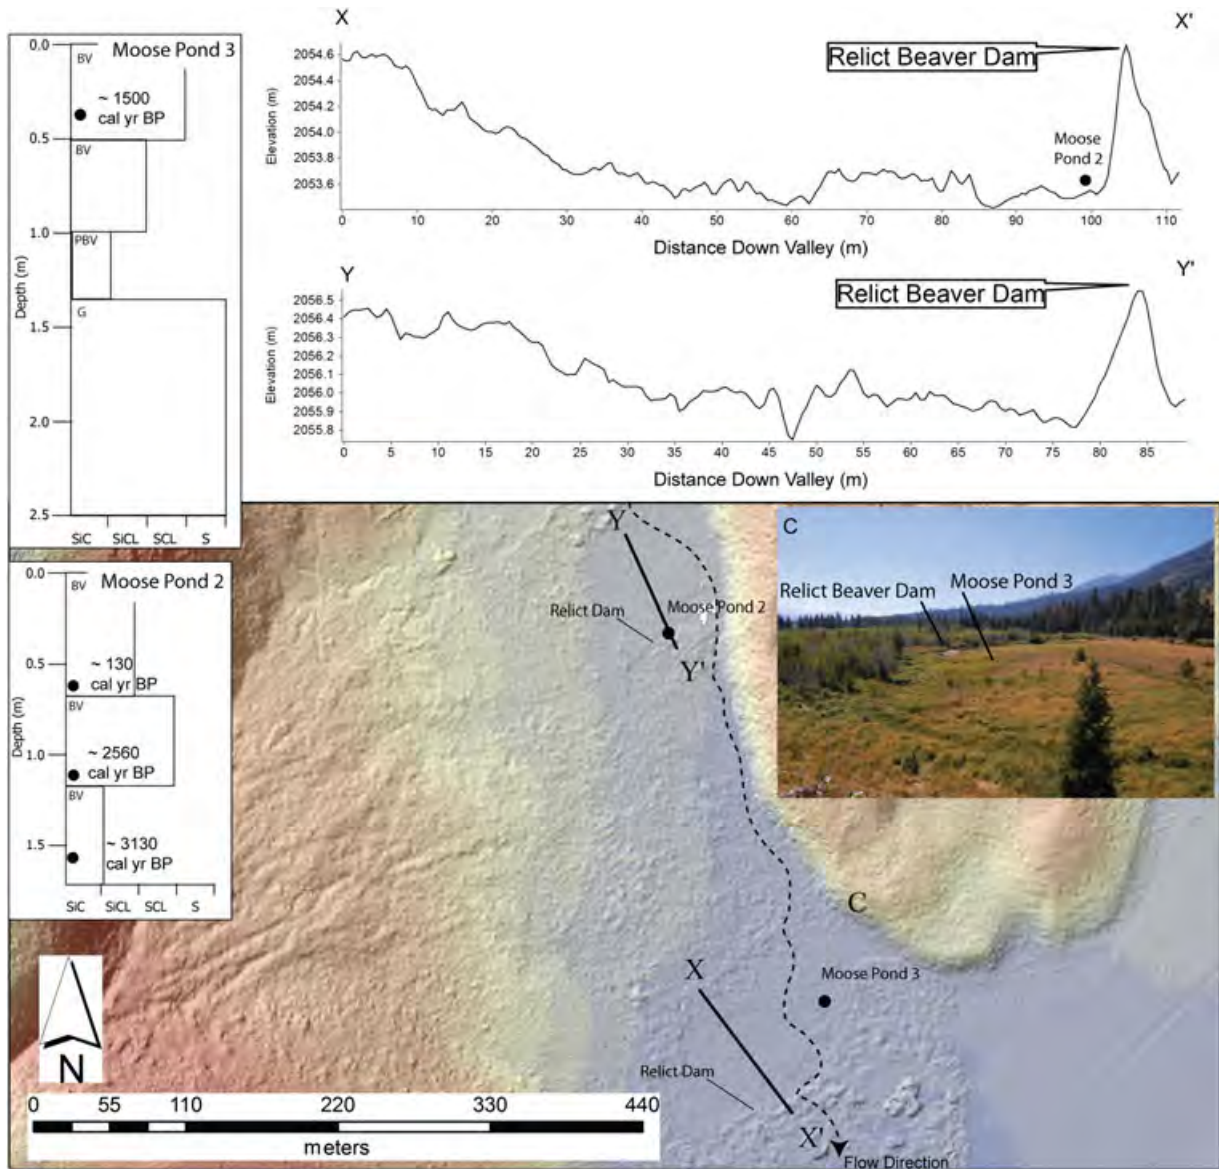 Moose Pond 3
0.0
BV
~ 1500
cal yr BP
0.5
BV
1.0
PBV
G
1.5
2.0
2.5
Depth (m)
SiC SiCL SCL S
X X'
Relict Beaver Dam
Moose
Pond 2
Elevation (m)
2054.6
2054.4
2054.2
2054.0
2053.8
2053.6
0 10 20 30 40 50 60 70 80 90 100 110
Distance Down Valley (m)
Y Y'
Relict Beaver Dam
Elevation (m)
2056.5
2056.4
2056.3
2056.2
2056.1
2056.0
2055.9
2055.8
0 5 10 15 20 25 30 35 40 45 50 55 60 65 70 75 80 85
Distance Down Valley (m)
Moose Pond 2
0.0
BV
0.5
~ 130
cal yr BP
BV
1.0
~ 2560
cal yr BP
BV
1.5
~ 3130
cal yr BP
Depth (m)
SiC SiCL SCL S
Y
Relict Dam
Moose Pond 2
Y'
C
Relict Beaver Dam
Moose Pond 3
C
X
Moose Pond 3
Relict Dam
X'
Flow Direction
N
0 55 110 220 330 440
meters